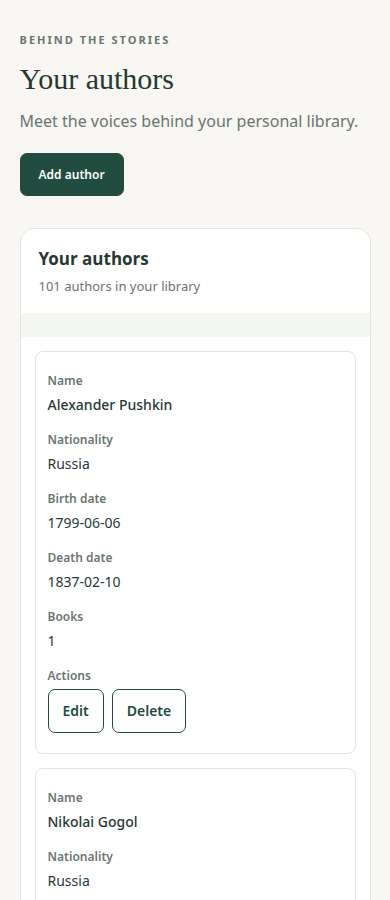 BEHIND THE STORIES
Your authors
Meet the voices behind your personal library.
Add author
Your authors
101 authors in your library
Name
Alexander Pushkin
Nationality
Russia
Birth date
1799-06-06
Death date
1837-02-10
Books
1
Actions
Edit Delete
Name
Nikolai Gogol
Nationality
Russia